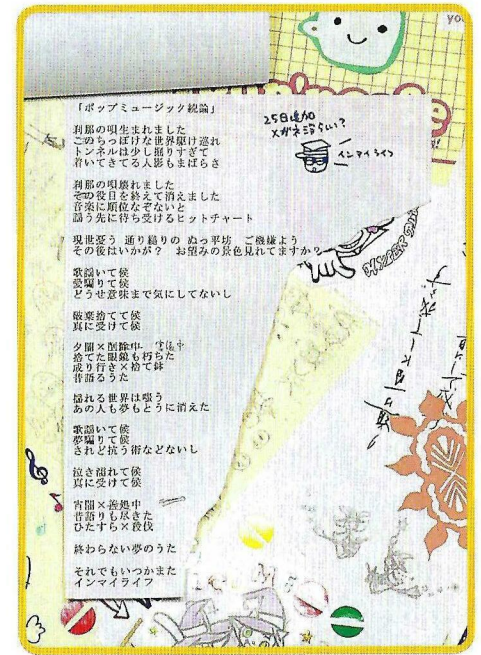 「ポップミュージック続論」
刹那の唄生まれました
このちっぽけな世界駆け巡れ
トンネルは少し掘りすぎて
着いてきてる人影もまばらさ
刹那の唄壊れました
その役目を終えて消えました
音楽に順位などないと
謳う先に待ち受けるヒットチャート
現世憂う 通り縋りの ぬっ平坊 ご機嫌よう
その後はいかが? お望みの景色見れてますか?
歌謡いて候
愛騙りて候
どうせ意味まで気にしてないし
破棄捨てて候
真に受けて候
夕闇×削除中
捨てた眼鏡も朽ちた
成り行き×捨て鉢
昔語るうた
揺れる世界は嗤う
あの人も夢もとうに消えた
歌謡いて候
夢騙りて候
されど抗う術などないし
泣き濡れて候
真に受けて候
宵闇×強処中
昔語りも尽きた
ひたすら×殺伐
終わらない夢のうた
それでもいつかまた
インマイライフ
25日追加
メガネヅラい?
インマイライフ